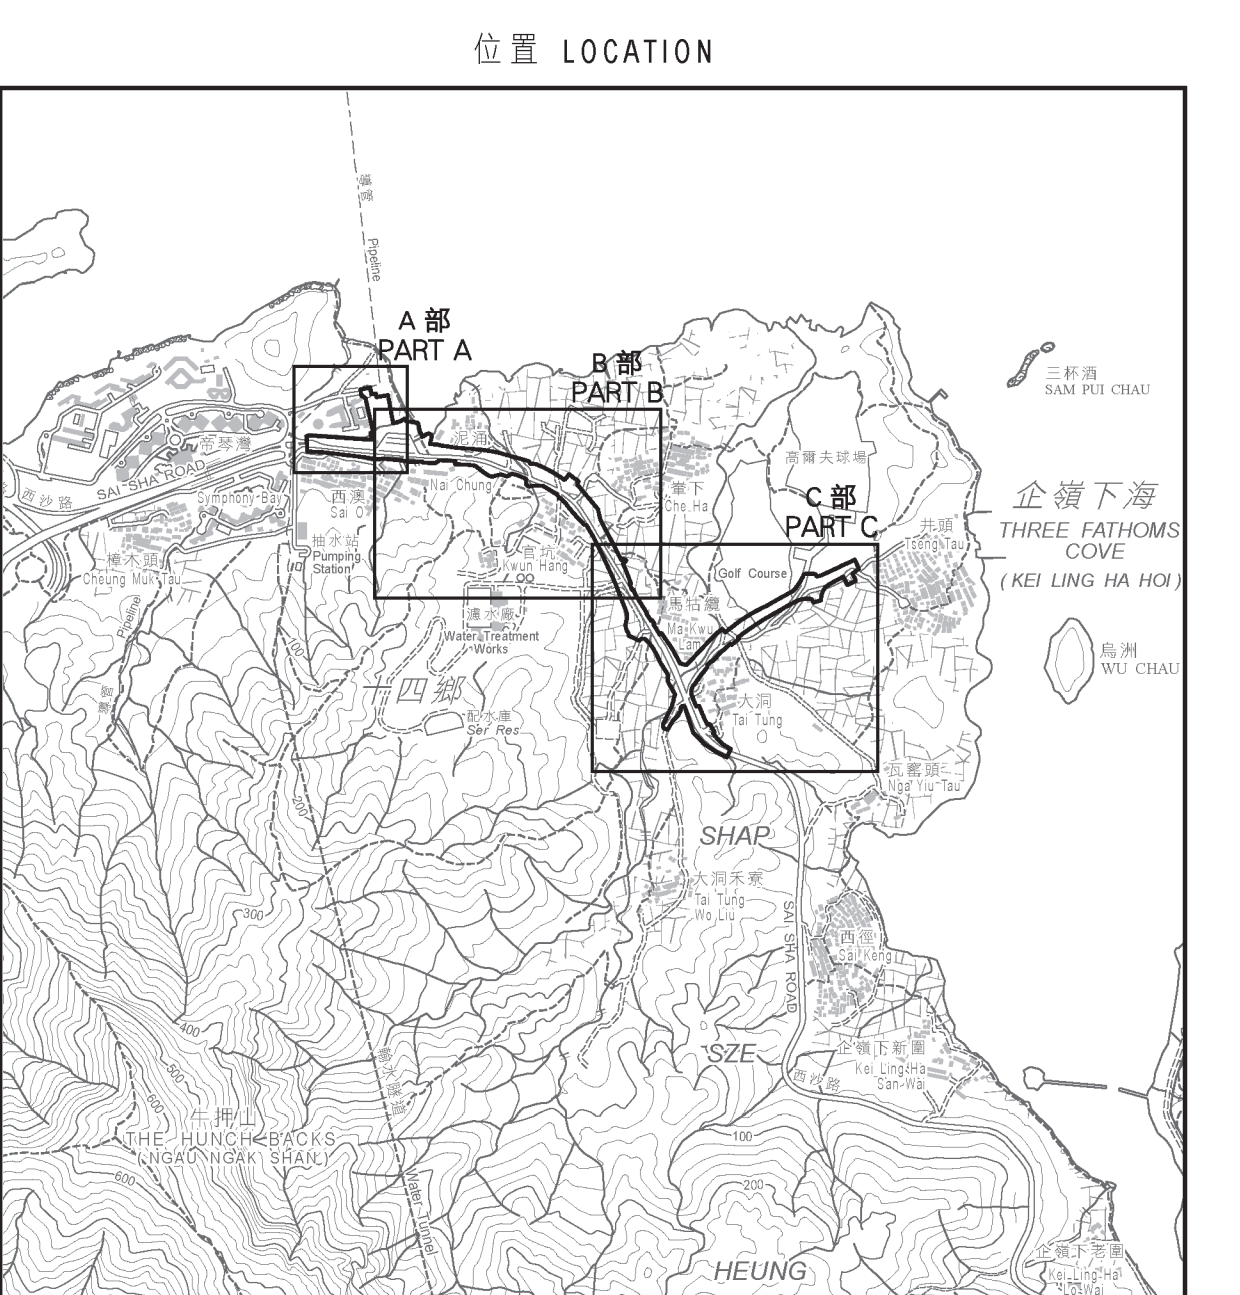 位置 LOCATION
導管
Pipeline
A 部
PART A
B 部
PART B
三杯酒
SAM PUI CHAU
帝琴灣
泥涌
高爾夫球場
SAI SHA ROAD
西沙路
Symphony Bay
西澳
Sai O
Nai Chung
輋下
Che Ha
C 部
PART C
企嶺下海
THREE FATHOMS
COVE
( KEI LING HA HOI )
井頭
Tseng Tau
樟木頭
Cheung Muk Tau
抽水站
Pumping
Station
官坑
Kwun Hang
Golf Course
Pipeline
濾水廠
Water Treatment
Works
馬牯纜
Ma Kwu
Lam
烏洲
WU CHAU
100
十四鄉
導管
配水庫
Ser Res
大洞
Tai Tung
瓦窰頭
Nga Yiu Tau
200
SHAP
大洞禾寮
Tai Tung
Wo Liu
300
SAI SHA ROAD
西徑
Sai Keng
400
SZE
企嶺下新圍
Kei Ling Ha
San Wai
500
輸水隧道
西沙路
600
牛押山
THE HUNCH BACKS
( NGAU NGAK SHAN )
100
600
200
Water Tunnel
HEUNG
企嶺下老圍
Kei Ling Ha
Lo Wai